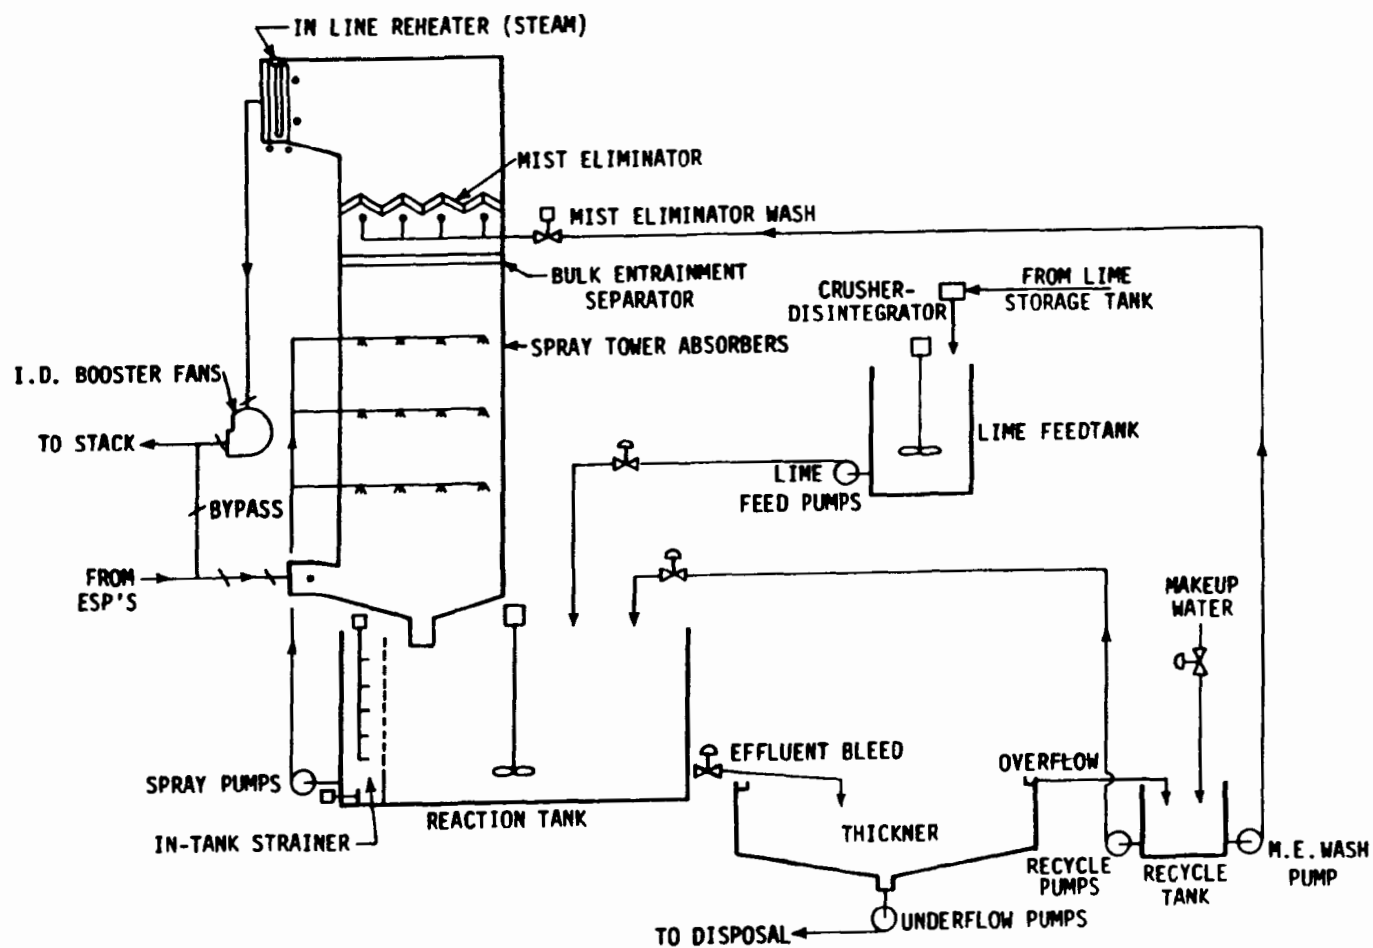 IN LINE REHEATER (STEAM)
MIST ELIMINATOR
MIST ELIMINATOR WASH
BULK ENTRAINMENT
SEPARATOR
CRUSHER-
DISINTEGRATOR
FROM LIME
STORAGE TANK
SPRAY TOWER ABSORBERS
I.D. BOOSTER FANS
TO STACK
LIME FEEDTANK
LIME
FEED PUMPS
BYPASS
FROM
ESP'S
MAKEUP
WATER
EFFLUENT BLEED
OVERFLOW
SPRAY PUMPS
REACTION TANK
IN-TANK STRAINER
THICKNER
RECYCLE
PUMPS
RECYCLE
TANK
M.E. WASH
PUMP
UNDERFLOW PUMPS
TO DISPOSAL